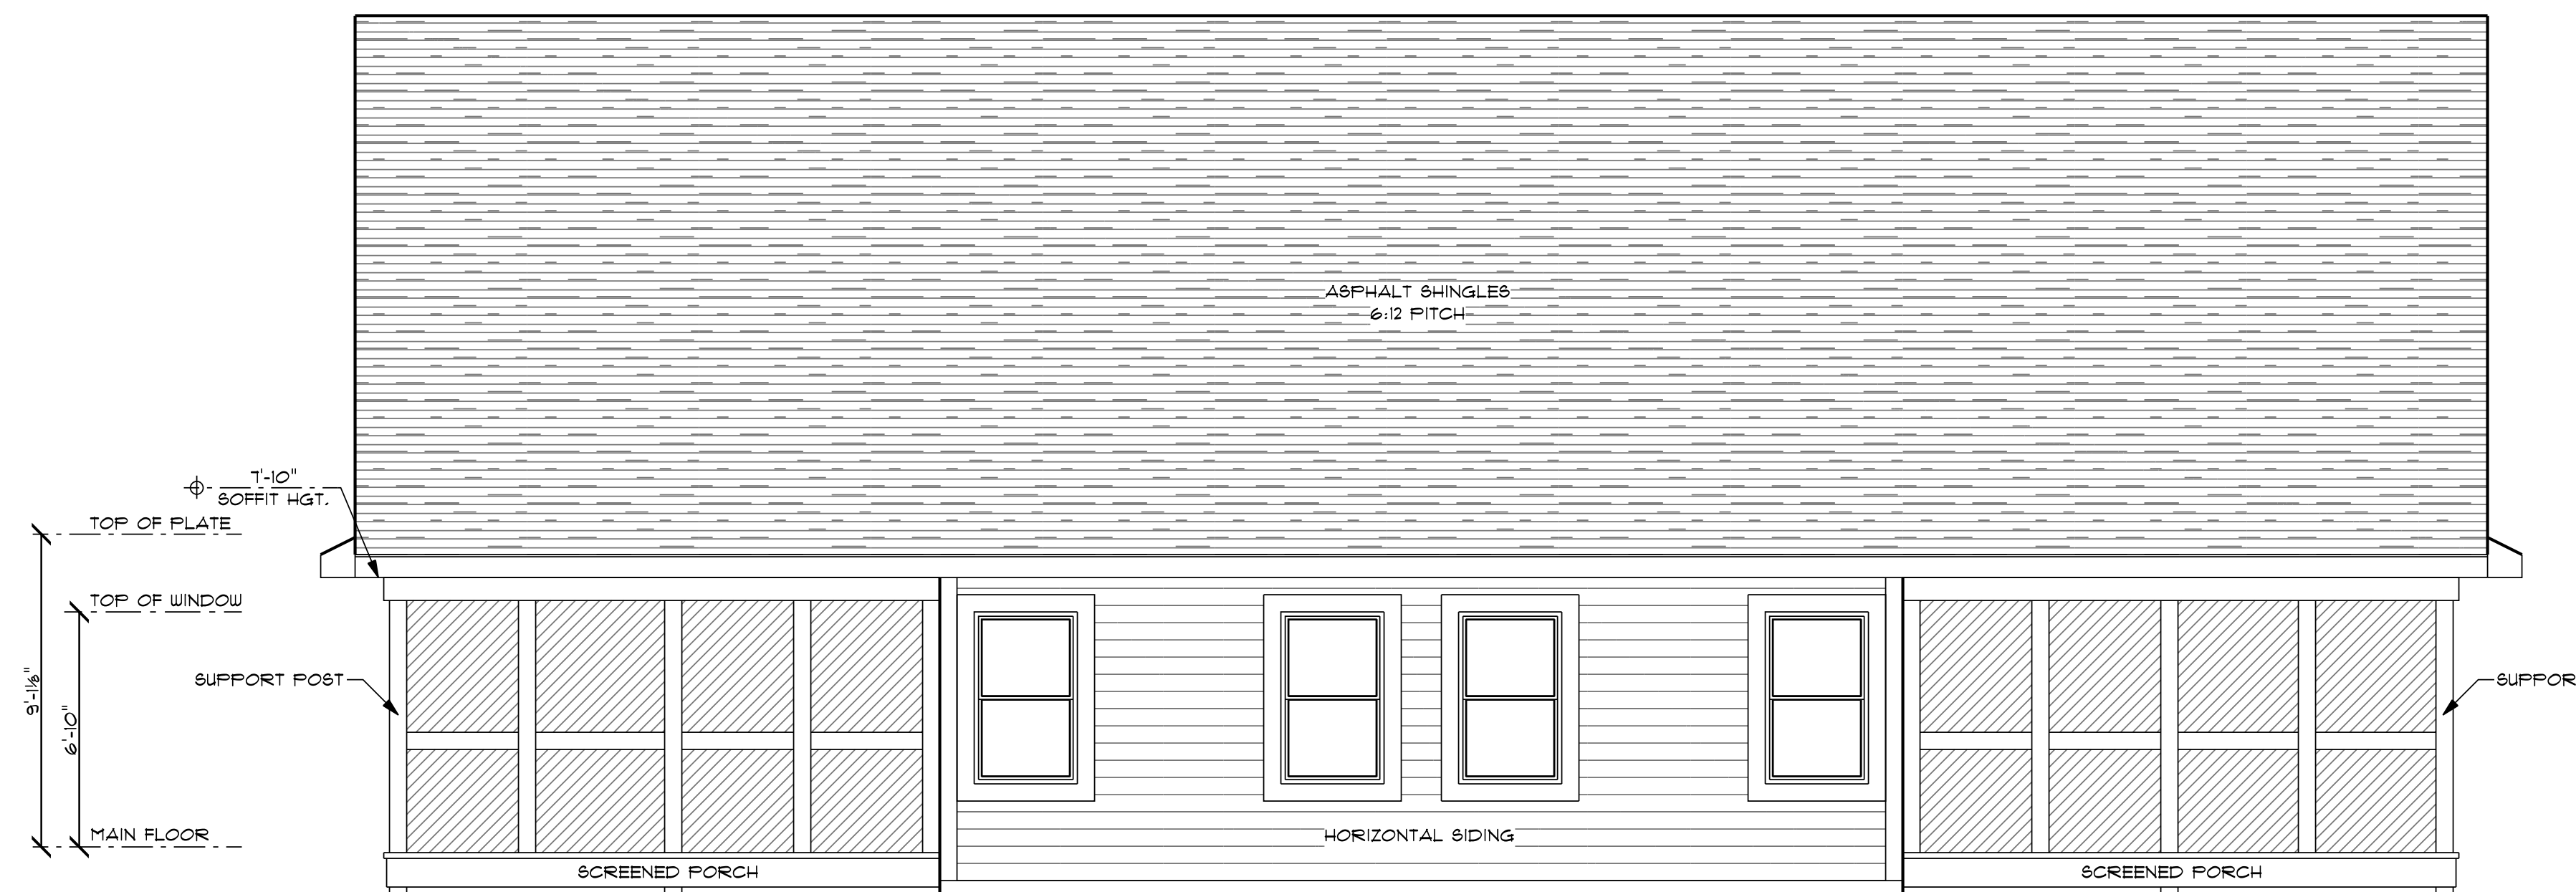 ASPHALT SHINGLES
6:12 PITCH
7'-10"
SOFFIT HGT.
TOP OF PLATE
TOP OF WINDOW
SUPPORT POST
SUPPOR
9'-1⅛"
6'-10"
MAIN FLOOR
HORIZONTAL SIDING
SCREENED PORCH
SCREENED PORCH